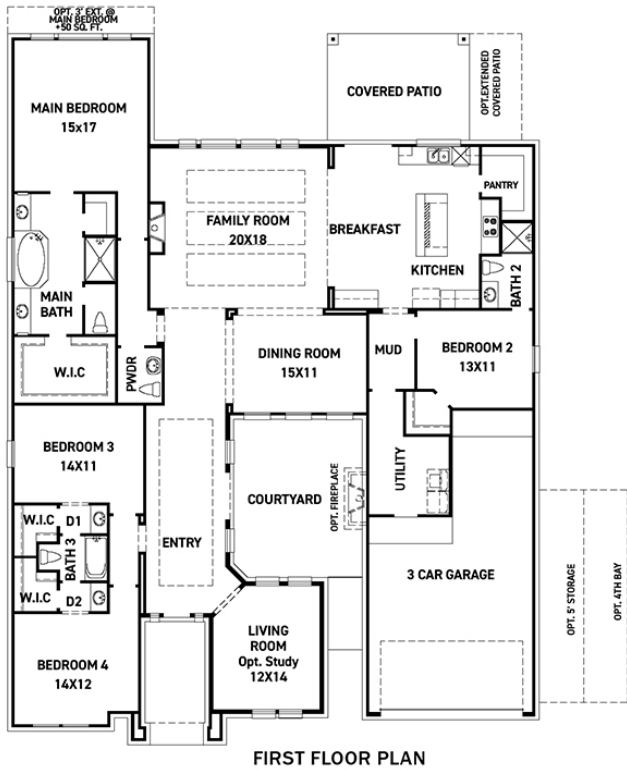 OPT. 3' EXT. @
MAIN BEDROOM
+50 SQ. FT.
MAIN BEDROOM
15x17
COVERED PATIO
OPT.EXTENDED
COVERED PATIO
PANTRY
FAMILY ROOM
20X18
BREAKFAST
KITCHEN
BATH 2
MAIN
BATH
W.I.C
PWDR
DINING ROOM
15X11
MUD
BEDROOM 2
13X11
BEDROOM 3
14X11
COURTYARD
OPT. FIREPLACE
UTILITY
W.I.C
D1
BATH 3
ENTRY
W.I.C
D2
3 CAR GARAGE
OPT. 5' STORAGE
OPT. 4TH BAY
BEDROOM 4
14X12
LIVING
ROOM
Opt. Study
12X14
FIRST FLOOR PLAN